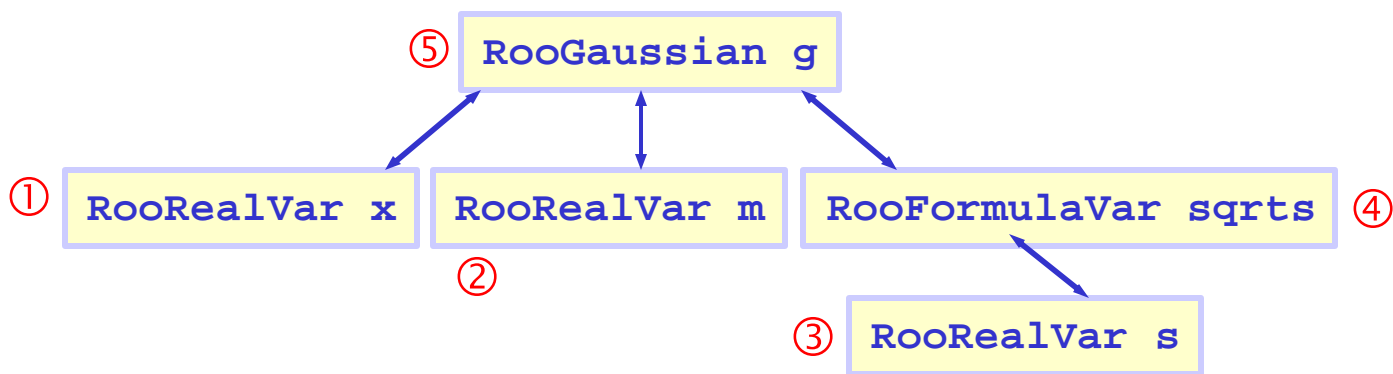 ⑤ RooGaussian g
① RooRealVar x
RooRealVar m
RooFormulaVar sqrts ④
②
③ RooRealVar s